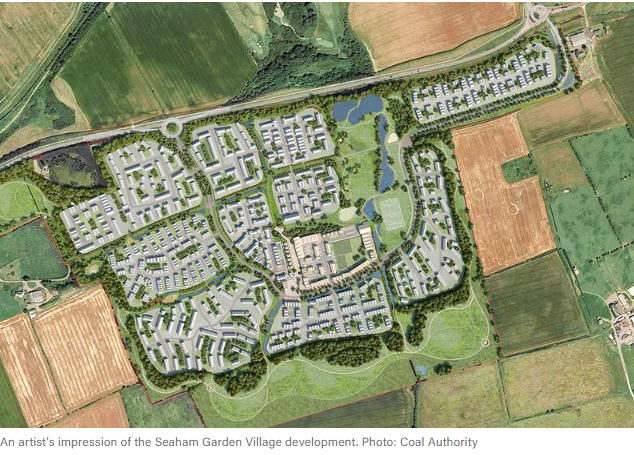 An artist's impression of the Seaham Garden Village development. Photo: Coal Authority